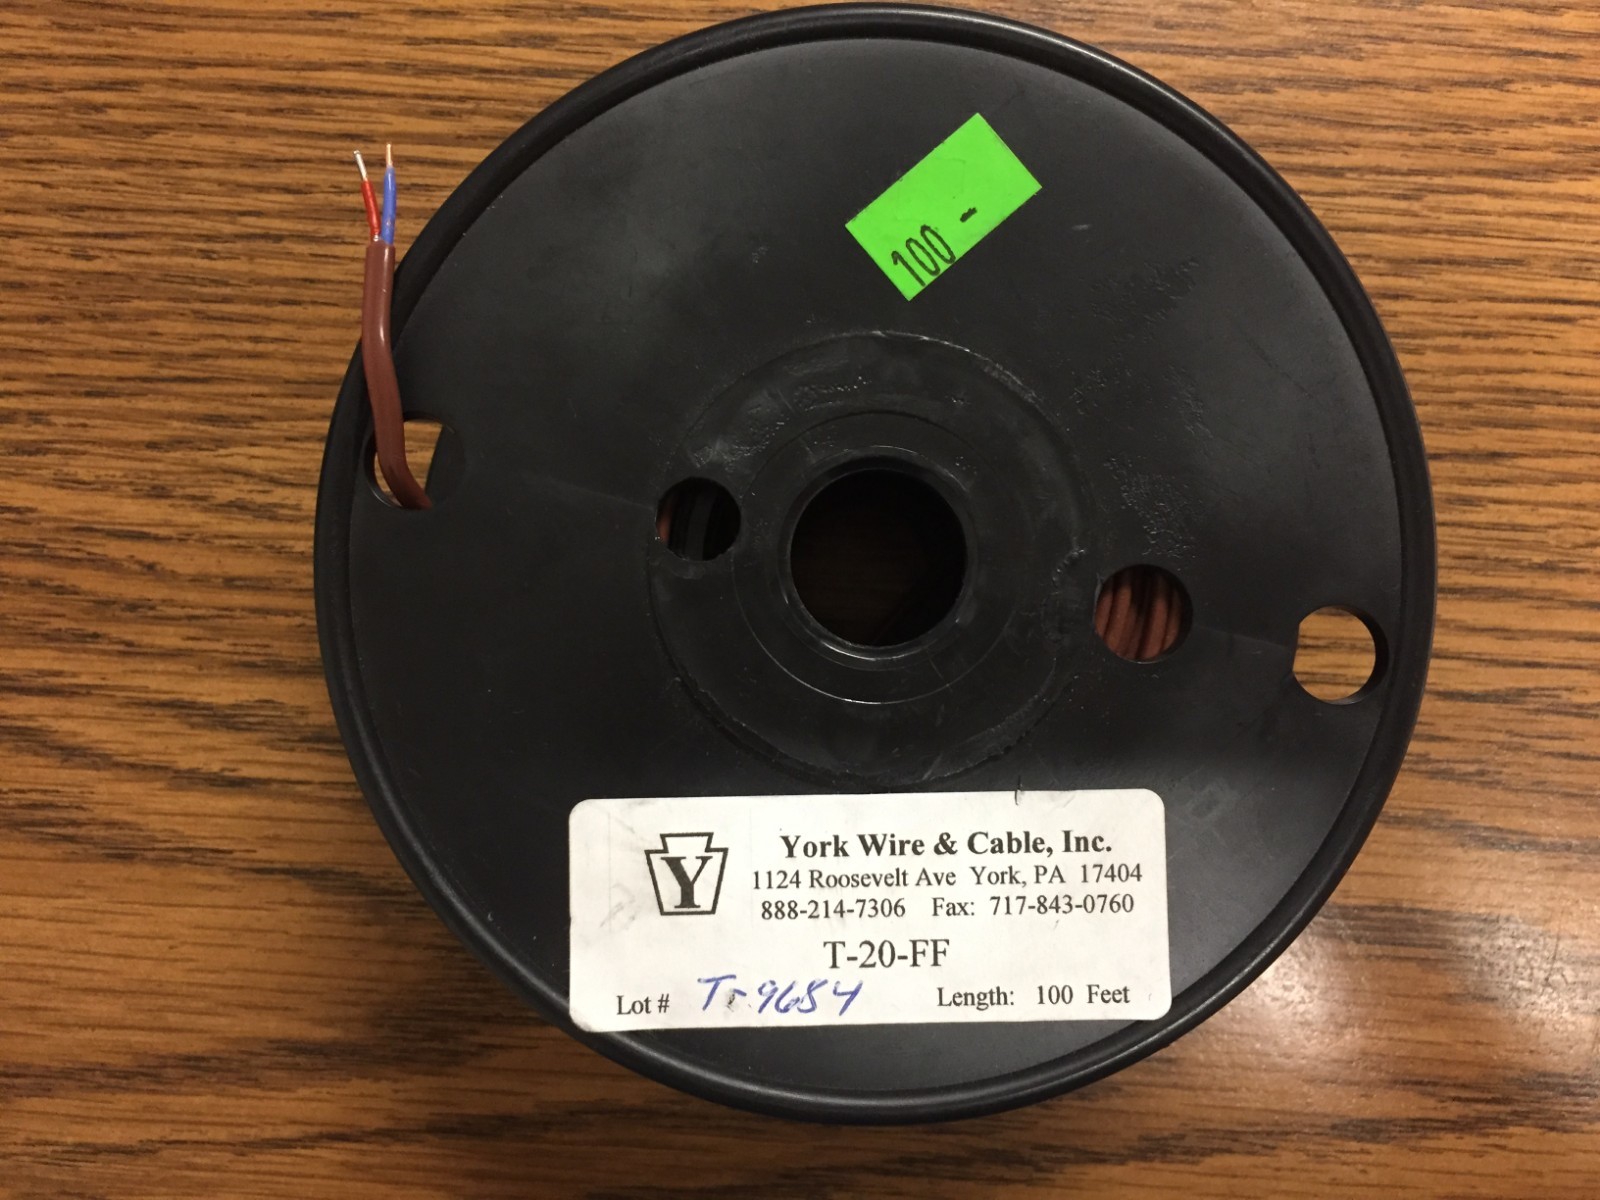 100 -
Y
York Wire & Cable, Inc.
1124 Roosevelt Ave York, PA 17404
888-214-7306 Fax: 717-843-0760
T-20-FF
Lot # T-9654 Length: 100 Feet